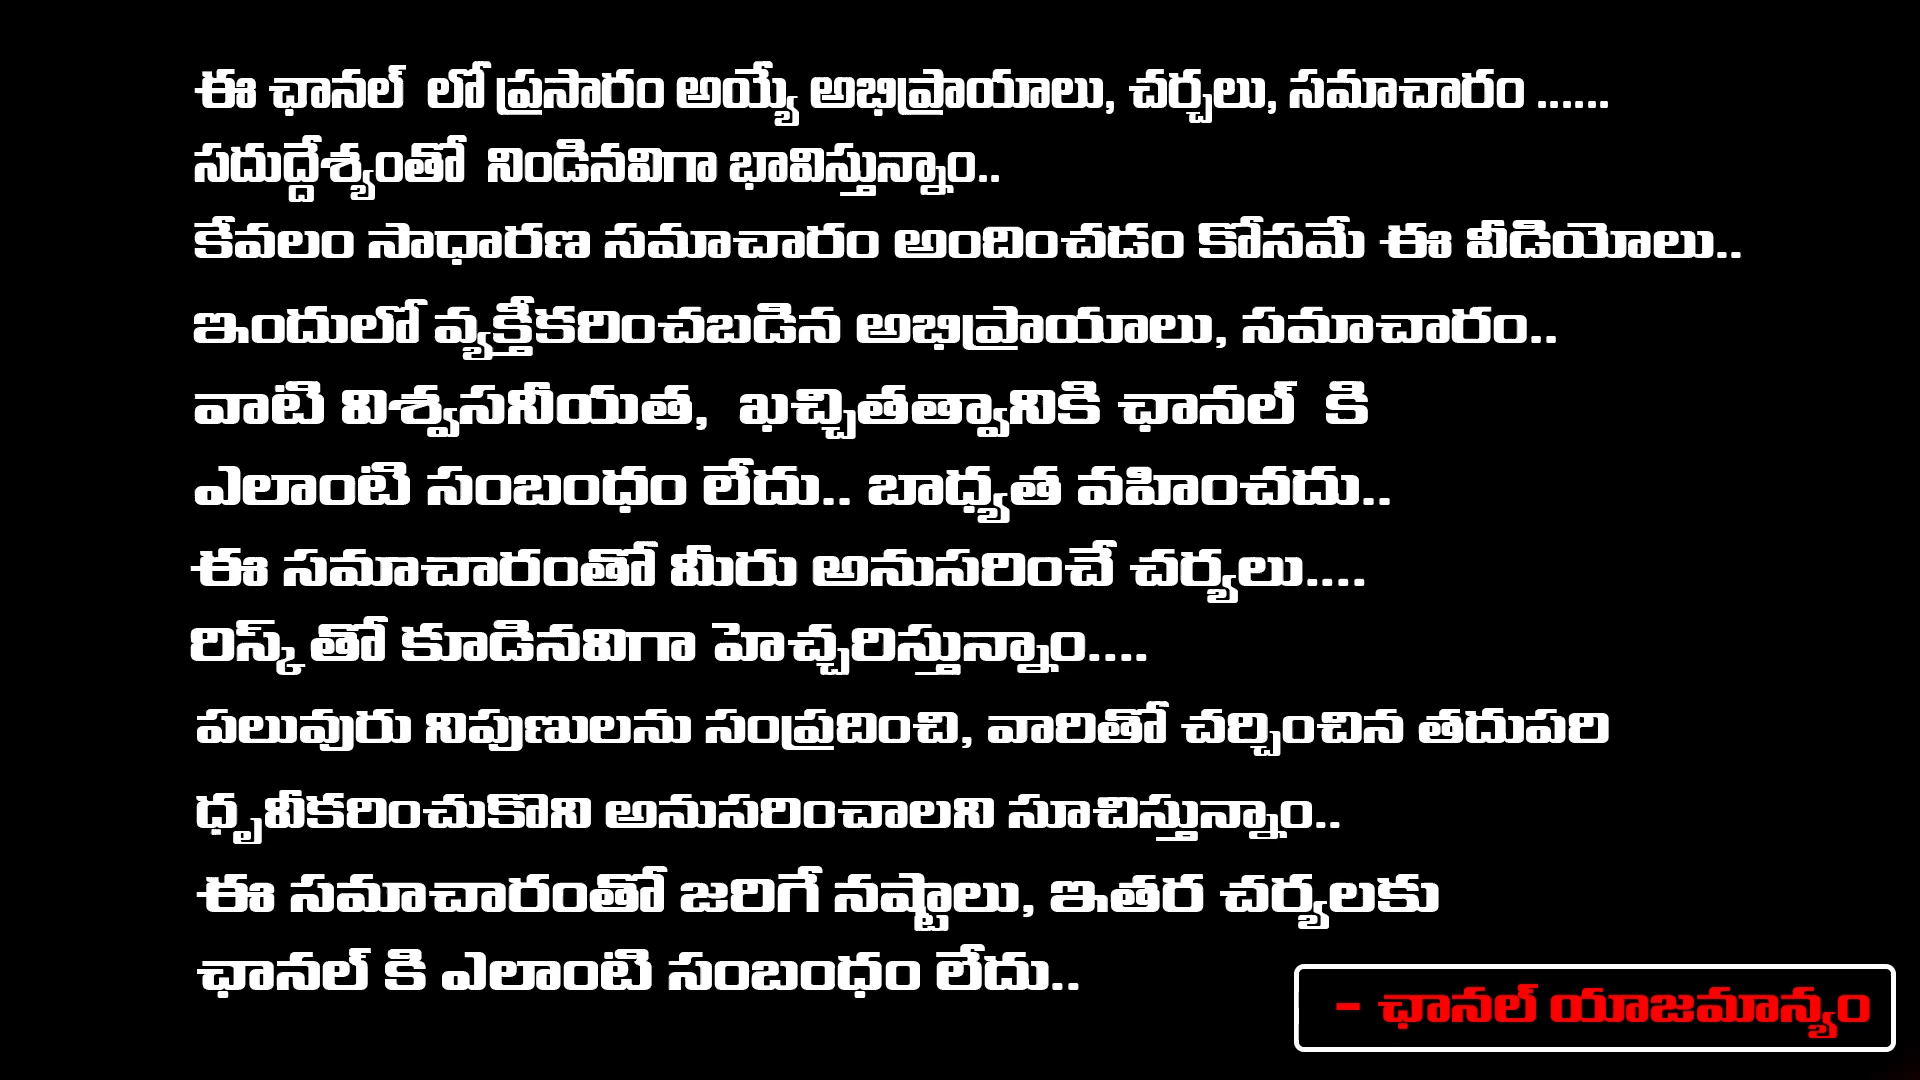 ఈ ఛానల్ లో ప్రసారం అయ్యే అభిప్రాయాలు, చర్చలు, సమాచారం ......
సదుద్దేశ్యంతో నిండినవిగా భావిస్తున్నాం..
కేవలం సాధారణ సమాచారం అందించడం కోసమే ఈ వీడియోలు..
ఇందులో వ్యక్తీకరించబడిన అభిప్రాయాలు, సమాచారం..
వాటి విశ్వసనీయత, ఖచ్చితత్వానికి ఛానల్ కి
ఎలాంటి సంబంధం లేదు.. బాధ్యత వహించదు..
ఈ సమాచారంతో మీరు అనుసరించే చర్యలు....
రిస్క్ తో కూడినవిగా హెచ్చరిస్తున్నాం....
పలువురు నిపుణులను సంప్రదించి, వారితో చర్చించిన తదుపరి
ధృవీకరించుకొని అనుసరించాలని సూచిస్తున్నాం..
ఈ సమాచారంతో జరిగే నష్టాలు, ఇతర చర్యలకు
ఛానల్ కి ఎలాంటి సంబంధం లేదు..
- ఛానల్ యాజమాన్యం